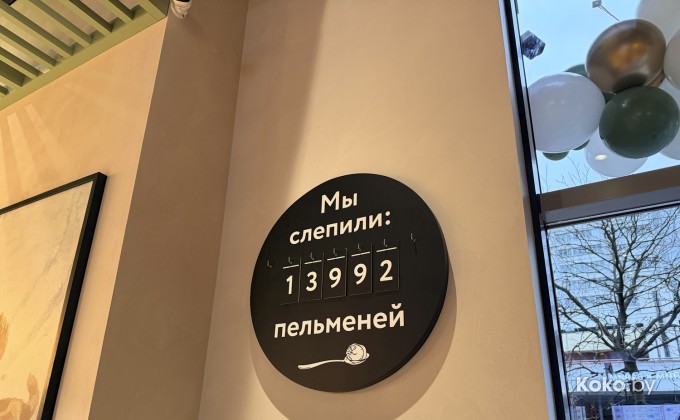 Мы
слепили:
13992
пельменей
Koko.by